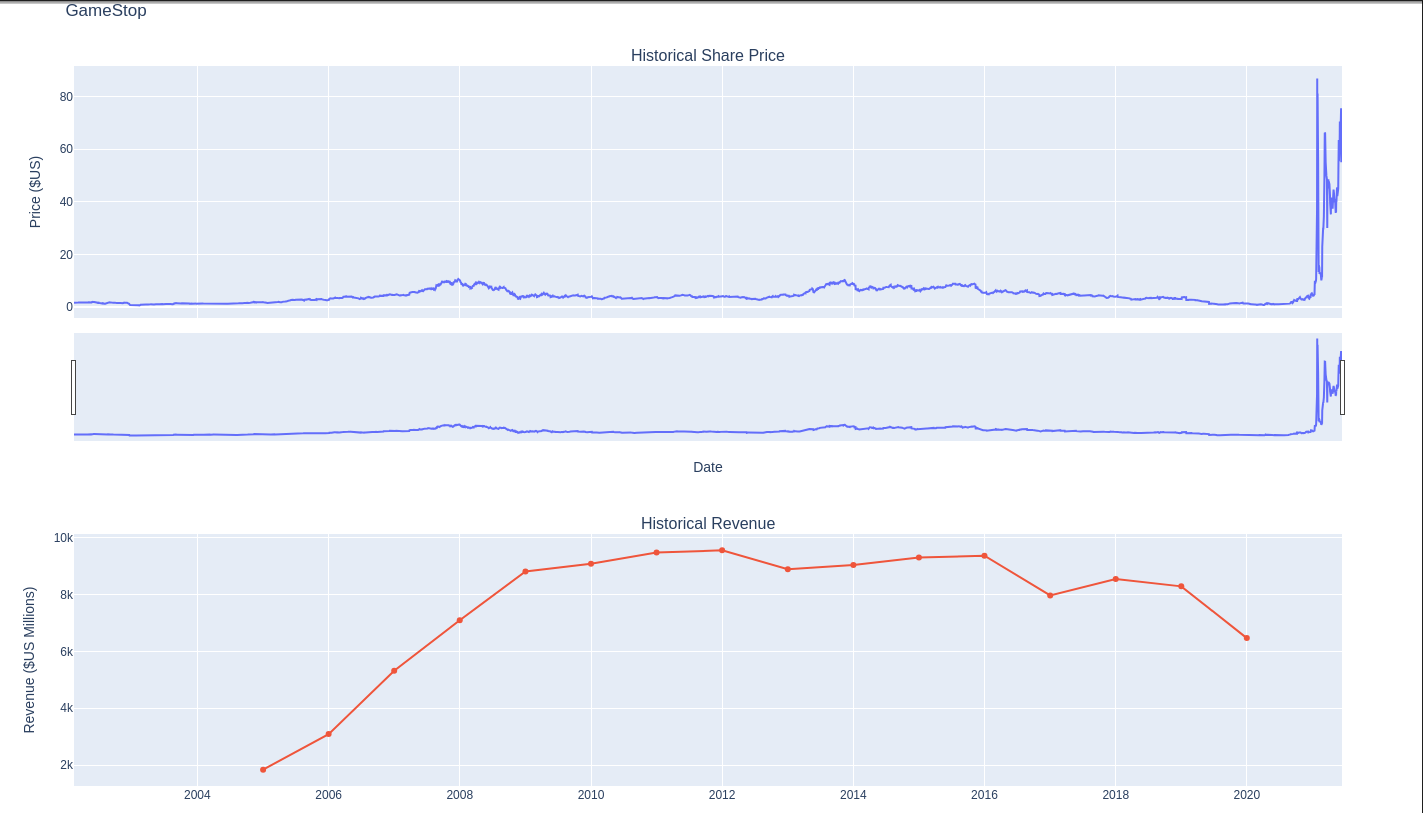 GameStop
Historical Share Price
80
60
40
20
0
Price ($US)
Date
Historical Revenue
10k
8k
6k
4k
2k
Revenue ($US Millions)
2004 2006 2008 2010 2012 2014 2016 2018 2020